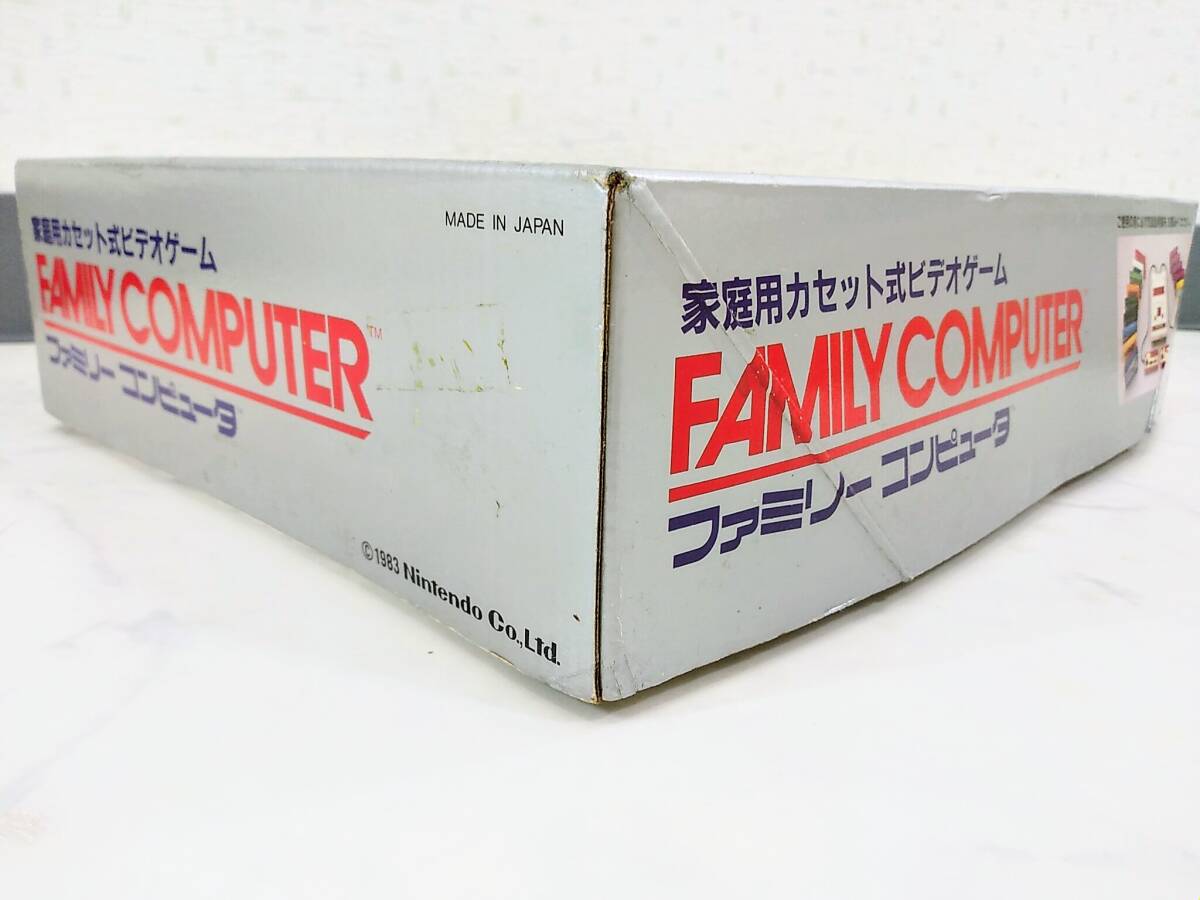 家庭用カセット式ビデオゲーム
FAMILY COMPUTER™
ファミリー コンピュータ
MADE IN JAPAN
©1983 Nintendo Co.,Ltd.
家庭用カセット式ビデオゲーム
FAMILY COMPUTER
ファミリー コンピュータ